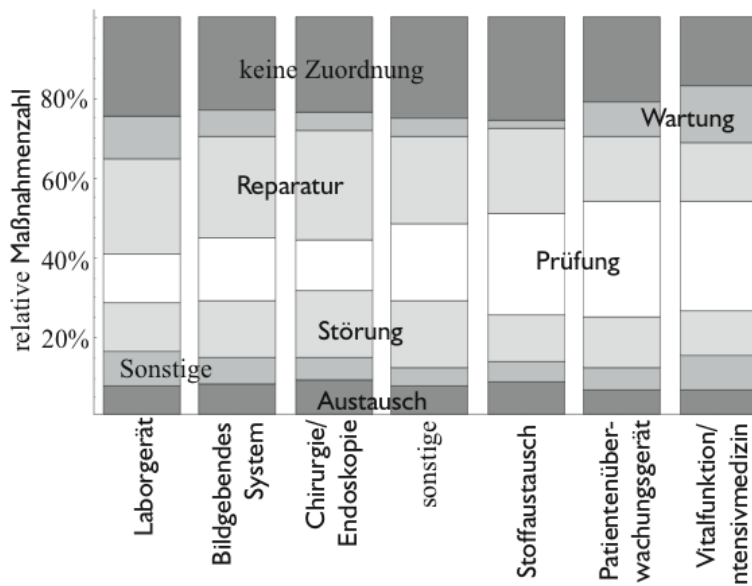 keine Zuordnung
80%
Wartung
60%
Reparatur
relative Maßnahmenzahl
40%
Prüfung
20%
Störung
Sonstige
Austausch
Laborgerät
Bildgebendes
System
Chirurgie/
Endoskopie
sonstige
Stoffaustausch
Patientenüber-
wachungsgerät
Vitalfunktion/
ntensivmedizin